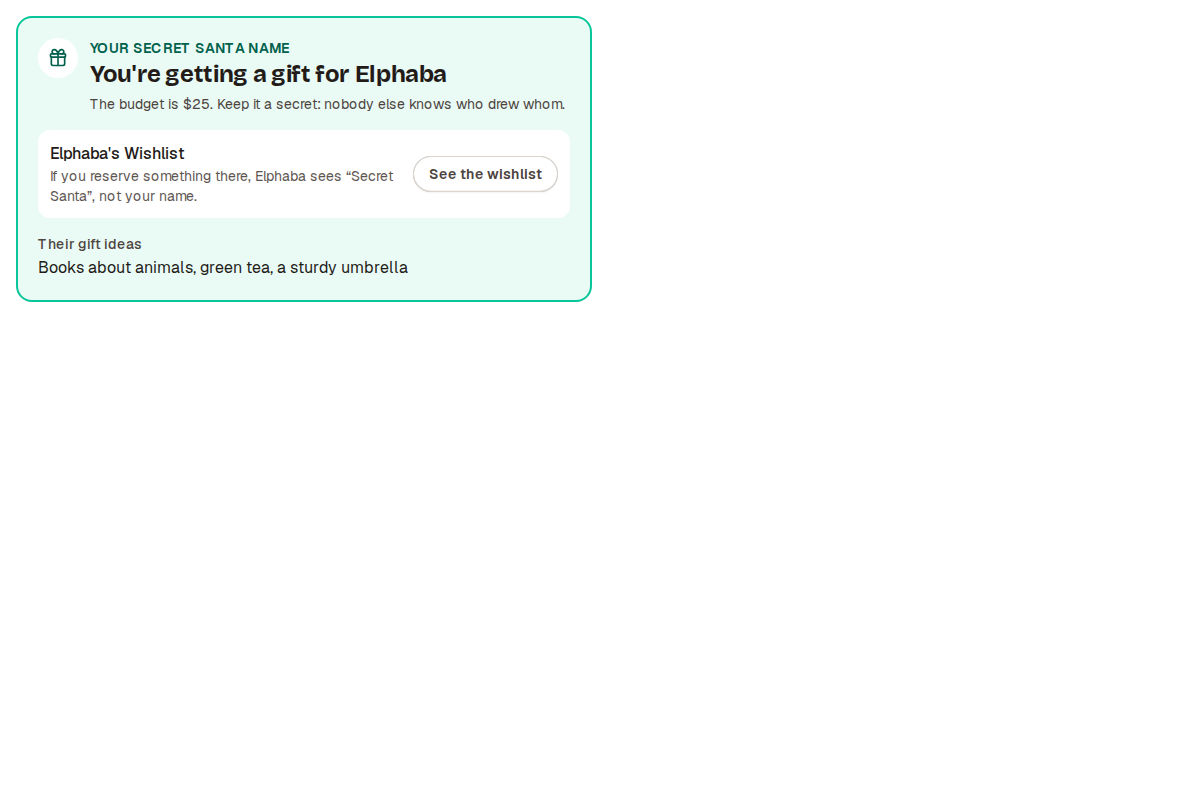 YOUR SECRET SANTA NAME
You're getting a gift for Elphaba
The budget is $25. Keep it a secret: nobody else knows who drew whom.
Elphaba's Wishlist
If you reserve something there, Elphaba sees “Secret
Santa”, not your name.
See the wishlist
Their gift ideas
Books about animals, green tea, a sturdy umbrella